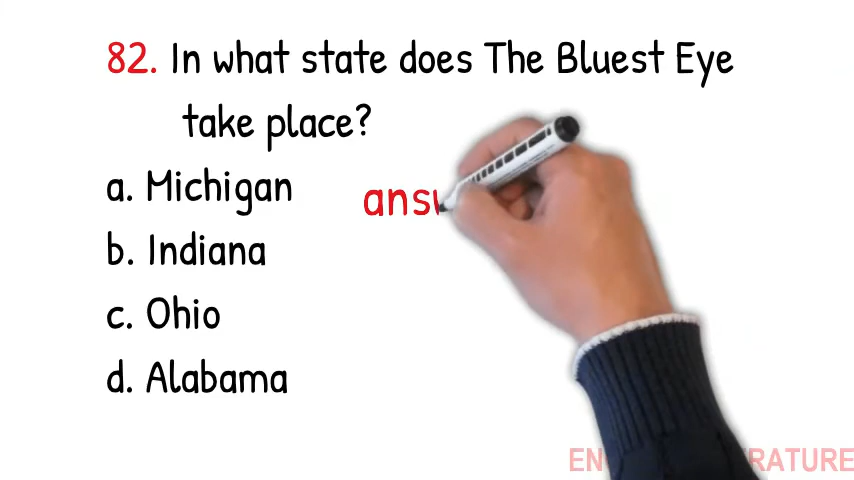 82. In what state does The Bluest Eye
take place?
a. Michigan
b. Indiana
c. Ohio
d. Alabama